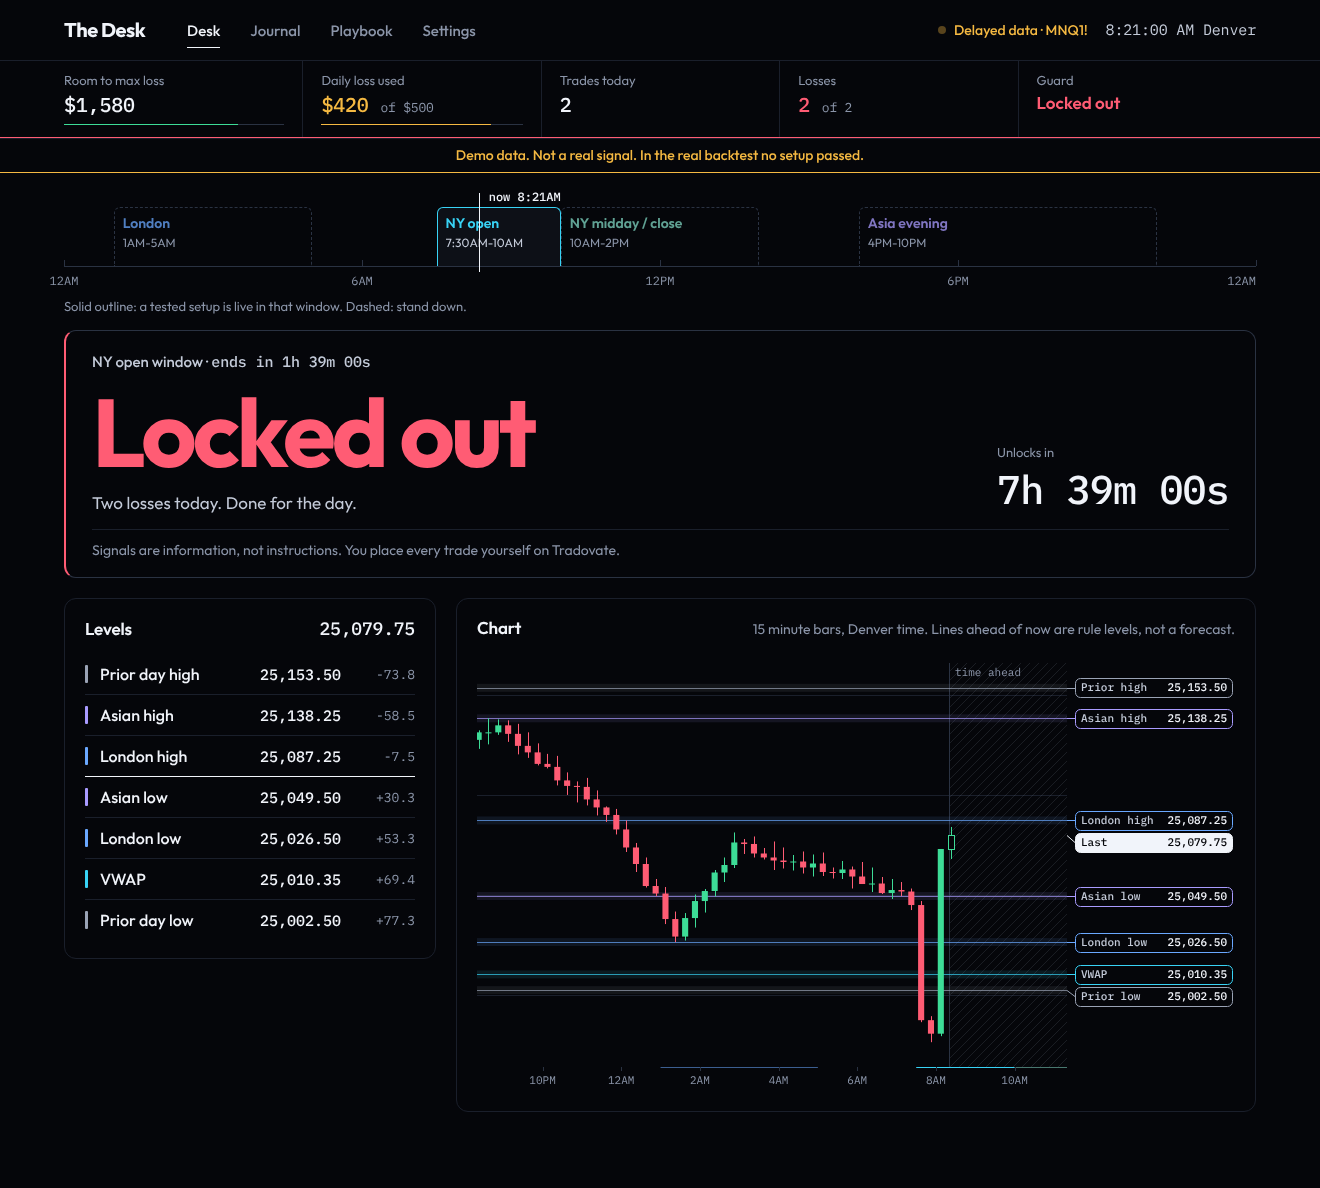 The Desk Desk Journal Playbook Settings Delayed data · MNQ1! 8:21:00 AM Denver
Room to max loss Daily loss used Trades today Losses Guard
$1,580 $420 of $500 2 2 of 2 Locked out
Demo data. Not a real signal. In the real backtest no setup passed.
now 8:21AM
London NY open NY midday / close Asia evening
1AM-5AM 7:30AM-10AM 10AM-2PM 4PM-10PM
12AM 6AM 12PM 6PM 12AM
Solid outline: a tested setup is live in that window. Dashed: stand down.
NY open window · ends in 1h 39m 00s
Locked out
Unlocks in
7h 39m 00s
Two losses today. Done for the day.
Signals are information, not instructions. You place every trade yourself on Tradovate.
Levels 25,079.75
Prior day high 25,153.50 -73.8
Asian high 25,138.25 -58.5
London high 25,087.25 -7.5
Asian low 25,049.50 +30.3
London low 25,026.50 +53.3
VWAP 25,010.35 +69.4
Prior day low 25,002.50 +77.3
Chart 15 minute bars, Denver time. Lines ahead of now are rule levels, not a forecast.
time ahead
Prior high 25,153.50
Asian high 25,138.25
London high 25,087.25
Last 25,079.75
Asian low 25,049.50
London low 25,026.50
VWAP 25,010.35
Prior low 25,002.50
10PM 12AM 2AM 4AM 6AM 8AM 10AM